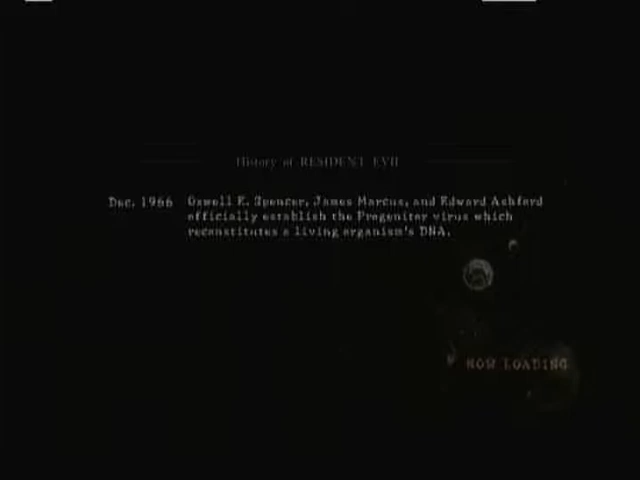 History of RESIDENT EVIL
Dec. 1966 Oswell E. Spencer, James Marcus, and Edward Ashford
officially establish the Progenitor virus which
reconstitutes a living organism's DNA.
NOW LOADING